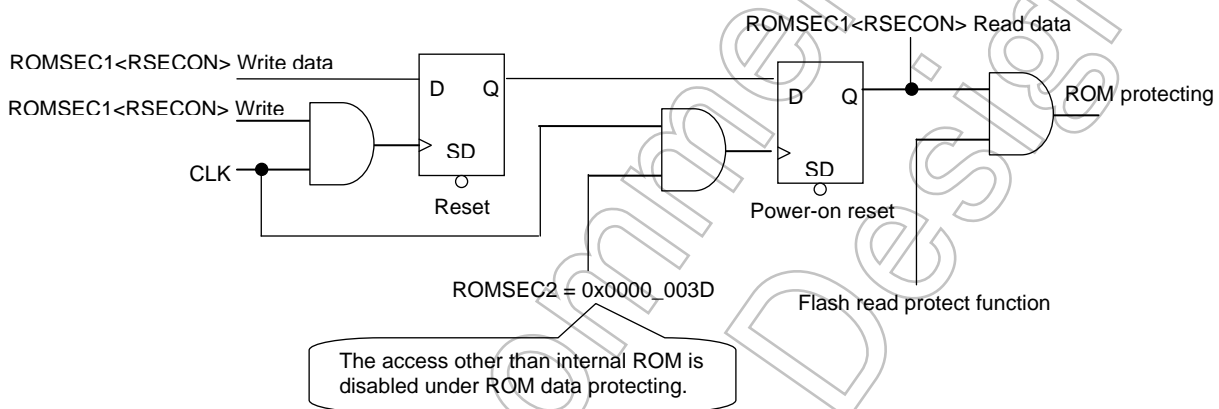 ROMSEC1<RSECON> Read data
ROMSEC1<RSECON> Write data
D Q
D Q
ROM protecting
ROMSEC1<RSECON> Write
SD
CLK
SD
Reset
Power-on reset
ROMSEC2 = 0x0000_003D
Flash read protect function
The access other than internal ROM is
disabled under ROM data protecting.